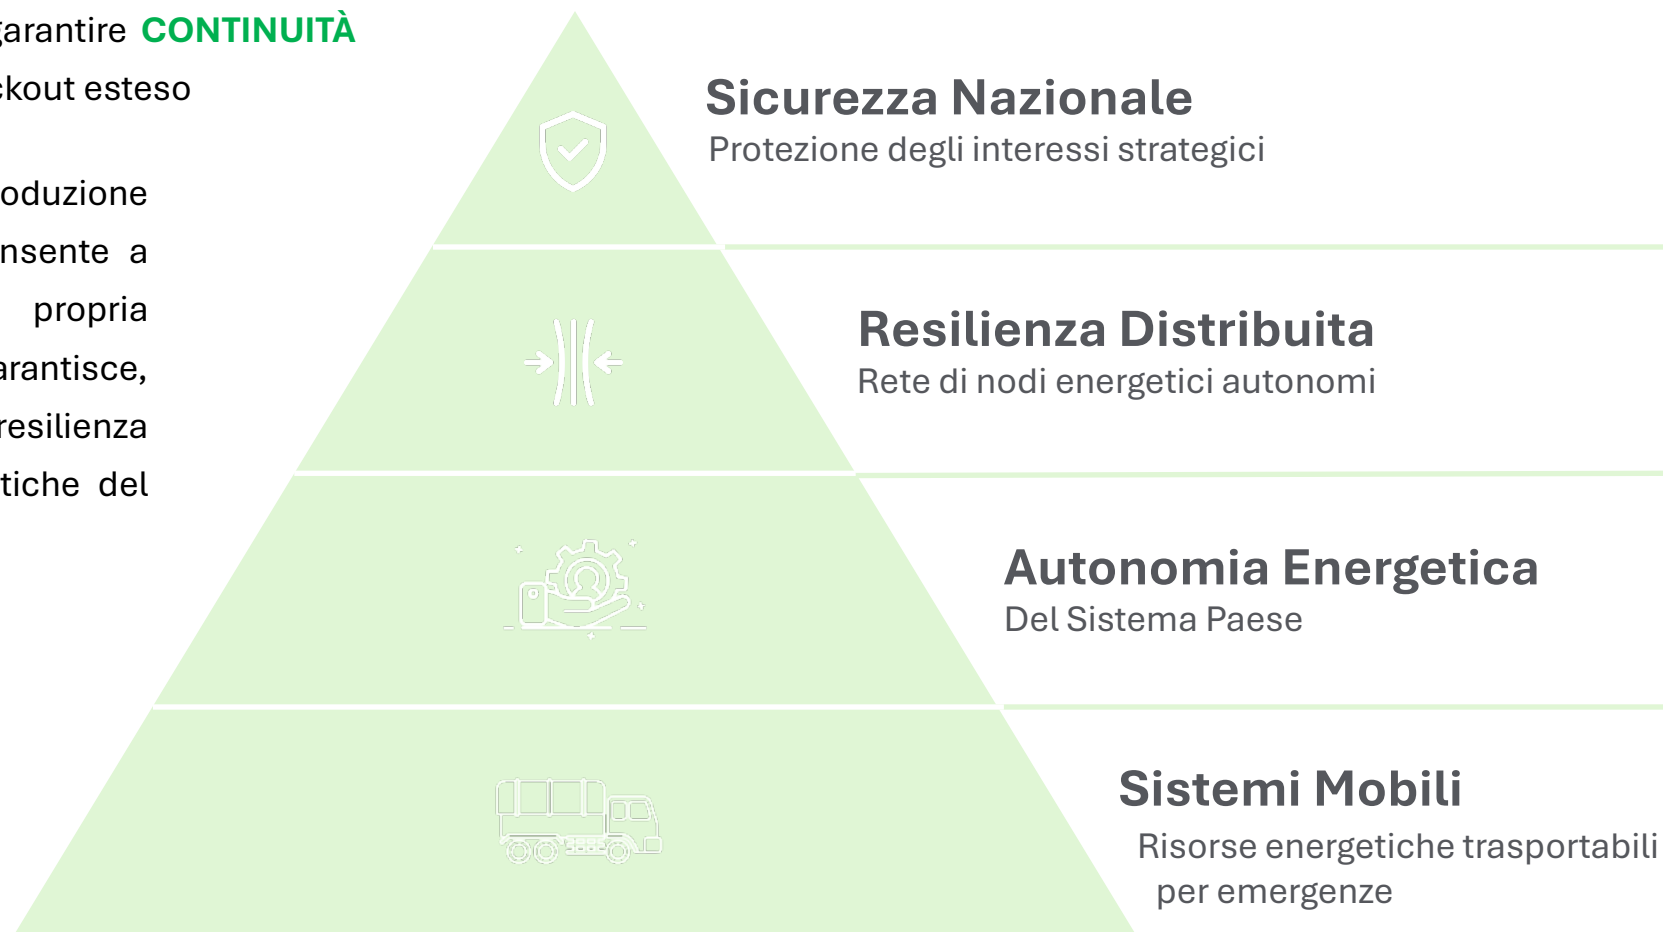 garantire CONTINUITÀ
ckout esteso
oduzione
nsente a
propria
arantisce,
resilienza
tiche del
Sicurezza Nazionale
Protezione degli interessi strategici
Resilienza Distribuita
Rete di nodi energetici autonomi
Autonomia Energetica
Del Sistema Paese
Sistemi Mobili
Risorse energetiche trasportabili
per emergenze